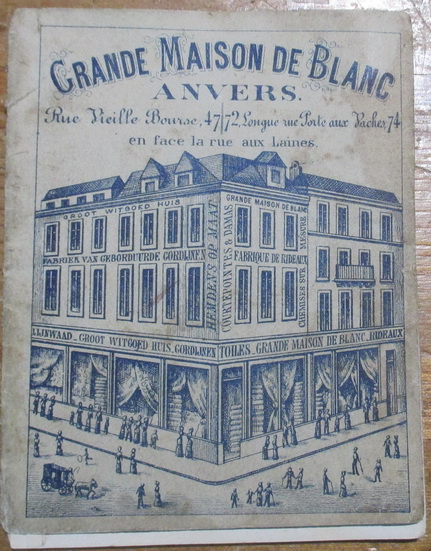 GRANDE MAISON DE BLANC
ANVERS.
Rue Vieille Bourse, 47/72, Longue rue Porte aux Vaches, 74
en face la rue aux Laines.
GROOT WITGOED HUIS
GRANDE MAISON DE BLANC
FABRIEK VAN GEBORDUURDE GORDIJNEN
HEMDEN OP MAAT
COURTEPOINTES & DAMAS
FABRIQUE DE RIDEAUX
CHEMISES SUR MESURE
LIJNWAAD. GROOT WITGOED HUIS. GORDIJNEN
TOILES. GRANDE MAISON DE BLANC. RIDEAUX